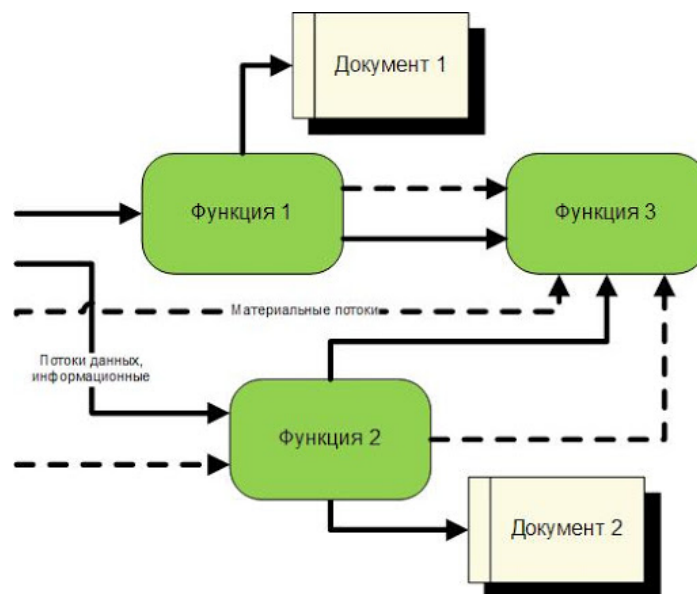 Документ 1
Функция 1
Функция 3
Материальные потоки
Потоки данных,
информационные
Функция 2
Документ 2